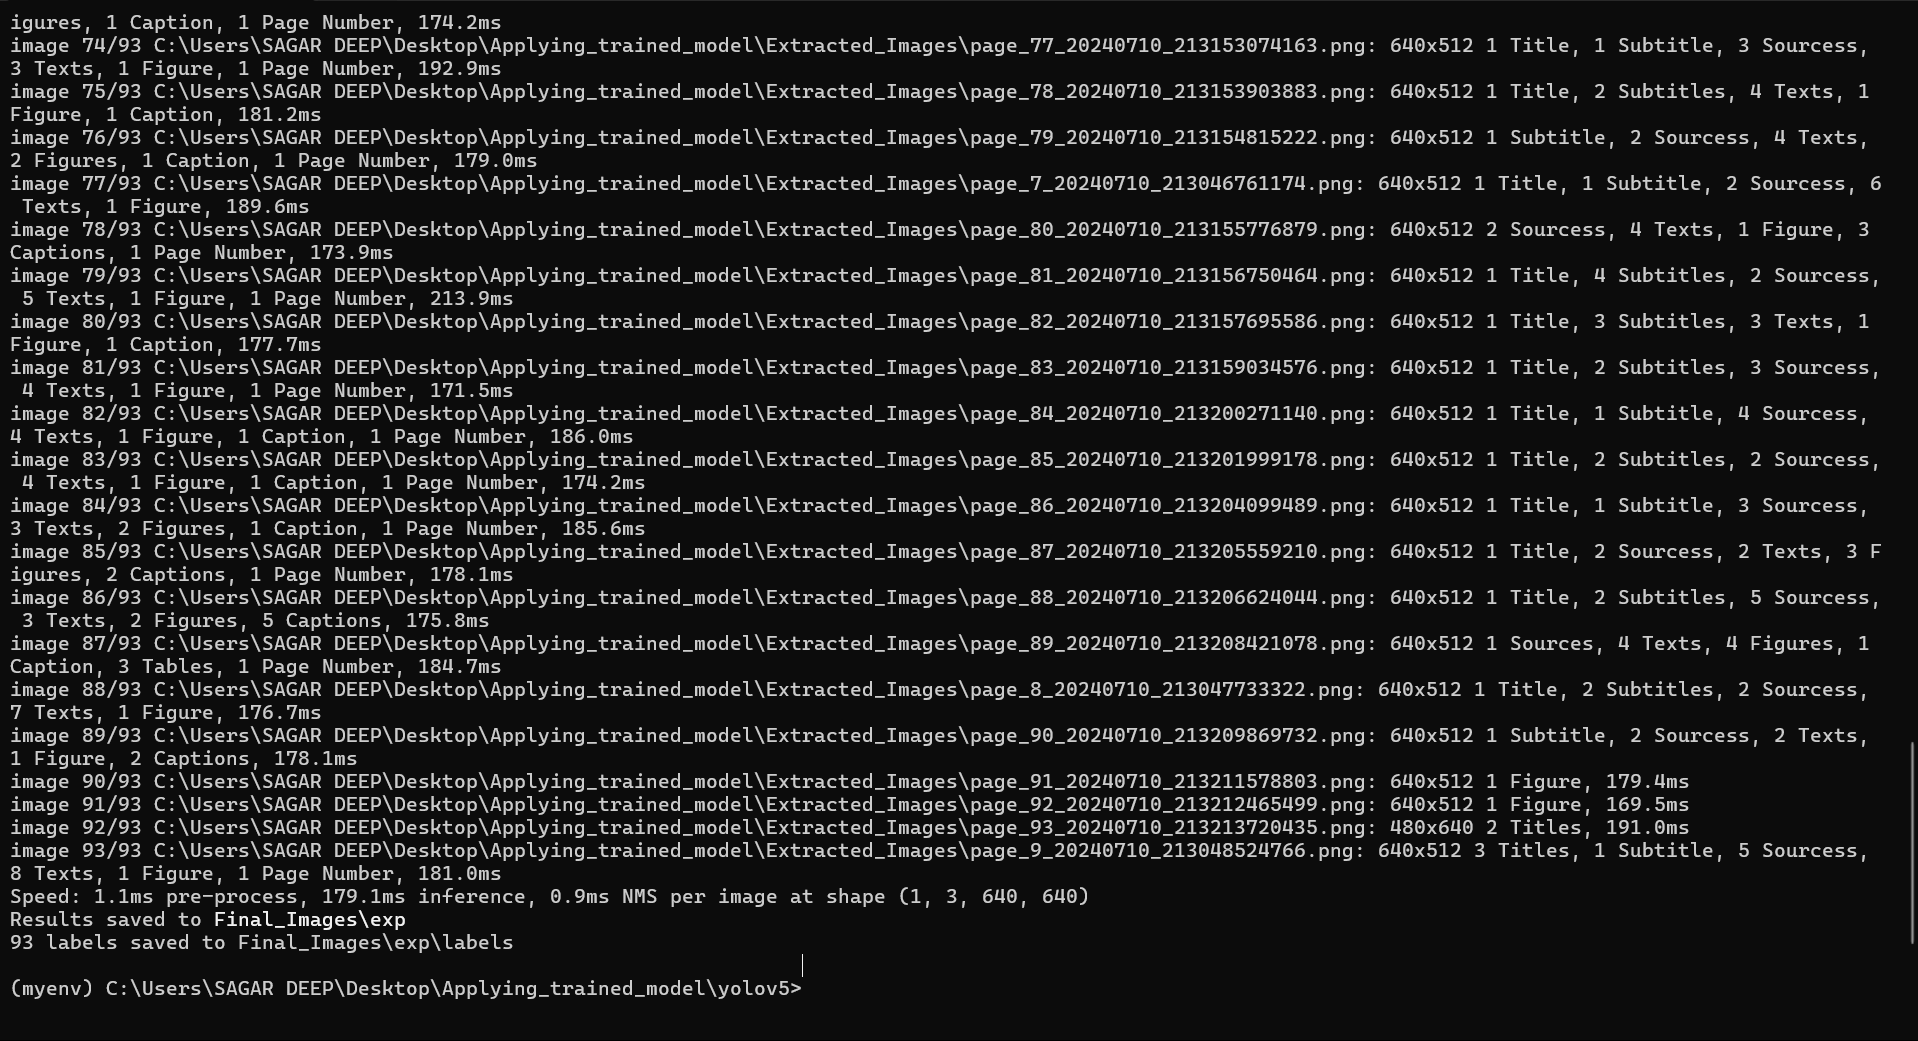 igures, 1 Caption, 1 Page Number, 174.2ms
image 74/93 C:\Users\SAGAR DEEP\Desktop\Applying_trained_model\Extracted_Images\page_77_20240710_213153074163.png: 640x512 1 Title, 1 Subtitle, 3 Sourcess,
3 Texts, 1 Figure, 1 Page Number, 192.9ms
image 75/93 C:\Users\SAGAR DEEP\Desktop\Applying_trained_model\Extracted_Images\page_78_20240710_213153903883.png: 640x512 1 Title, 2 Subtitles, 4 Texts, 1
Figure, 1 Caption, 181.2ms
image 76/93 C:\Users\SAGAR DEEP\Desktop\Applying_trained_model\Extracted_Images\page_79_20240710_213154815222.png: 640x512 1 Subtitle, 2 Sourcess, 4 Texts,
2 Figures, 1 Caption, 1 Page Number, 179.0ms
image 77/93 C:\Users\SAGAR DEEP\Desktop\Applying_trained_model\Extracted_Images\page_7_20240710_213046761174.png: 640x512 1 Title, 1 Subtitle, 2 Sourcess, 6
 Texts, 1 Figure, 189.6ms
image 78/93 C:\Users\SAGAR DEEP\Desktop\Applying_trained_model\Extracted_Images\page_80_20240710_213155776879.png: 640x512 2 Sourcess, 4 Texts, 1 Figure, 3
Captions, 1 Page Number, 173.9ms
image 79/93 C:\Users\SAGAR DEEP\Desktop\Applying_trained_model\Extracted_Images\page_81_20240710_213156750464.png: 640x512 1 Title, 4 Subtitles, 2 Sourcess,
 5 Texts, 1 Figure, 1 Page Number, 213.9ms
image 80/93 C:\Users\SAGAR DEEP\Desktop\Applying_trained_model\Extracted_Images\page_82_20240710_213157695586.png: 640x512 1 Title, 3 Subtitles, 3 Texts, 1
Figure, 1 Caption, 177.7ms
image 81/93 C:\Users\SAGAR DEEP\Desktop\Applying_trained_model\Extracted_Images\page_83_20240710_213159034576.png: 640x512 1 Title, 2 Subtitles, 3 Sourcess,
 4 Texts, 1 Figure, 1 Page Number, 171.5ms
image 82/93 C:\Users\SAGAR DEEP\Desktop\Applying_trained_model\Extracted_Images\page_84_20240710_213200271140.png: 640x512 1 Title, 1 Subtitle, 4 Sourcess,
4 Texts, 1 Figure, 1 Caption, 1 Page Number, 186.0ms
image 83/93 C:\Users\SAGAR DEEP\Desktop\Applying_trained_model\Extracted_Images\page_85_20240710_213201999178.png: 640x512 1 Title, 2 Subtitles, 2 Sourcess,
 4 Texts, 1 Figure, 1 Caption, 1 Page Number, 174.2ms
image 84/93 C:\Users\SAGAR DEEP\Desktop\Applying_trained_model\Extracted_Images\page_86_20240710_213204099489.png: 640x512 1 Title, 1 Subtitle, 3 Sourcess,
3 Texts, 2 Figures, 1 Caption, 1 Page Number, 185.6ms
image 85/93 C:\Users\SAGAR DEEP\Desktop\Applying_trained_model\Extracted_Images\page_87_20240710_213205559210.png: 640x512 1 Title, 2 Sourcess, 2 Texts, 3 F
igures, 2 Captions, 1 Page Number, 178.1ms
image 86/93 C:\Users\SAGAR DEEP\Desktop\Applying_trained_model\Extracted_Images\page_88_20240710_213206624044.png: 640x512 1 Title, 2 Subtitles, 5 Sourcess,
 3 Texts, 2 Figures, 5 Captions, 175.8ms
image 87/93 C:\Users\SAGAR DEEP\Desktop\Applying_trained_model\Extracted_Images\page_89_20240710_213208421078.png: 640x512 1 Sources, 4 Texts, 4 Figures, 1
Caption, 3 Tables, 1 Page Number, 184.7ms
image 88/93 C:\Users\SAGAR DEEP\Desktop\Applying_trained_model\Extracted_Images\page_8_20240710_213047733322.png: 640x512 1 Title, 2 Subtitles, 2 Sourcess,
7 Texts, 1 Figure, 176.7ms
image 89/93 C:\Users\SAGAR DEEP\Desktop\Applying_trained_model\Extracted_Images\page_90_20240710_213209869732.png: 640x512 1 Subtitle, 2 Sourcess, 2 Texts,
1 Figure, 2 Captions, 178.1ms
image 90/93 C:\Users\SAGAR DEEP\Desktop\Applying_trained_model\Extracted_Images\page_91_20240710_213211578803.png: 640x512 1 Figure, 179.4ms
image 91/93 C:\Users\SAGAR DEEP\Desktop\Applying_trained_model\Extracted_Images\page_92_20240710_213212465499.png: 640x512 1 Figure, 169.5ms
image 92/93 C:\Users\SAGAR DEEP\Desktop\Applying_trained_model\Extracted_Images\page_93_20240710_213213720435.png: 480x640 2 Titles, 191.0ms
image 93/93 C:\Users\SAGAR DEEP\Desktop\Applying_trained_model\Extracted_Images\page_9_20240710_213048524766.png: 640x512 3 Titles, 1 Subtitle, 5 Sourcess,
8 Texts, 1 Figure, 1 Page Number, 181.0ms
Speed: 1.1ms pre-process, 179.1ms inference, 0.9ms NMS per image at shape (1, 3, 640, 640)
Results saved to Final_Images\exp
93 labels saved to Final_Images\exp\labels
(myenv) C:\Users\SAGAR DEEP\Desktop\Applying_trained_model\yolov5>